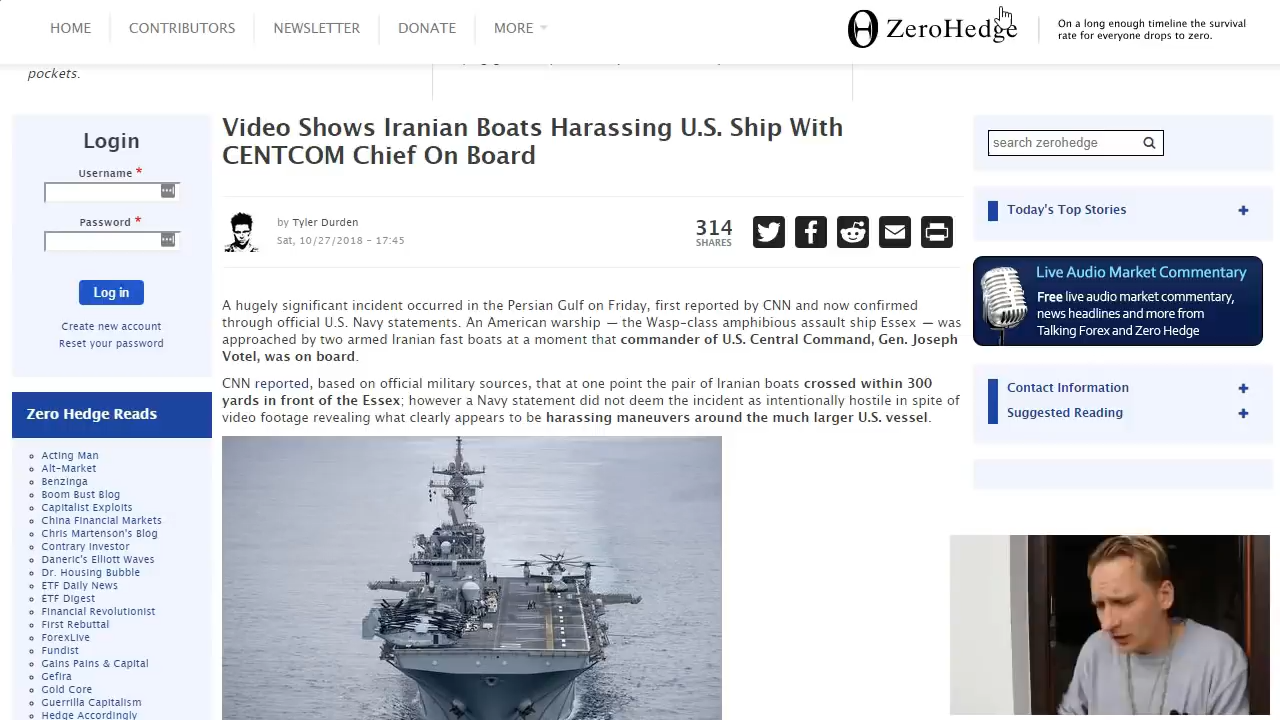 HOME
CONTRIBUTORS
NEWSLETTER
DONATE
MORE
ZeroHedge
On a long enough timeline the survival
rate for everyone drops to zero.
pockets.
Login
Username *
Password *
Log in
Create new account
Reset your password
Zero Hedge Reads
Acting Man
Alt-Market
Benzinga
Boom Bust Blog
Capitalist Exploits
China Financial Markets
Chris Martenson's Blog
Contrary Investor
Daneric's Elliott Waves
Dr. Housing Bubble
ETF Daily News
ETF Digest
Financial Revolutionist
First Rebuttal
ForexLive
Fundist
Gains Pains & Capital
Gefira
Gold Core
Guerrilla Capitalism
Hedge Accordingly
Video Shows Iranian Boats Harassing U.S. Ship With
CENTCOM Chief On Board
by Tyler Durden
Sat, 10/27/2018 - 17:45
314
SHARES
A hugely significant incident occurred in the Persian Gulf on Friday, first reported by CNN and now confirmed
through official U.S. Navy statements. An American warship — the Wasp-class amphibious assault ship Essex — was
approached by two armed Iranian fast boats at a moment that commander of U.S. Central Command, Gen. Joseph
Votel, was on board.
CNN reported, based on official military sources, that at one point the pair of Iranian boats crossed within 300
yards in front of the Essex; however a Navy statement did not deem the incident as intentionally hostile in spite of
video footage revealing what clearly appears to be harassing maneuvers around the much larger U.S. vessel.
search zerohedge
Today's Top Stories
Live Audio Market Commentary
Free live audio market commentary,
news headlines and more from
Talking Forex and Zero Hedge
Contact Information
Suggested Reading